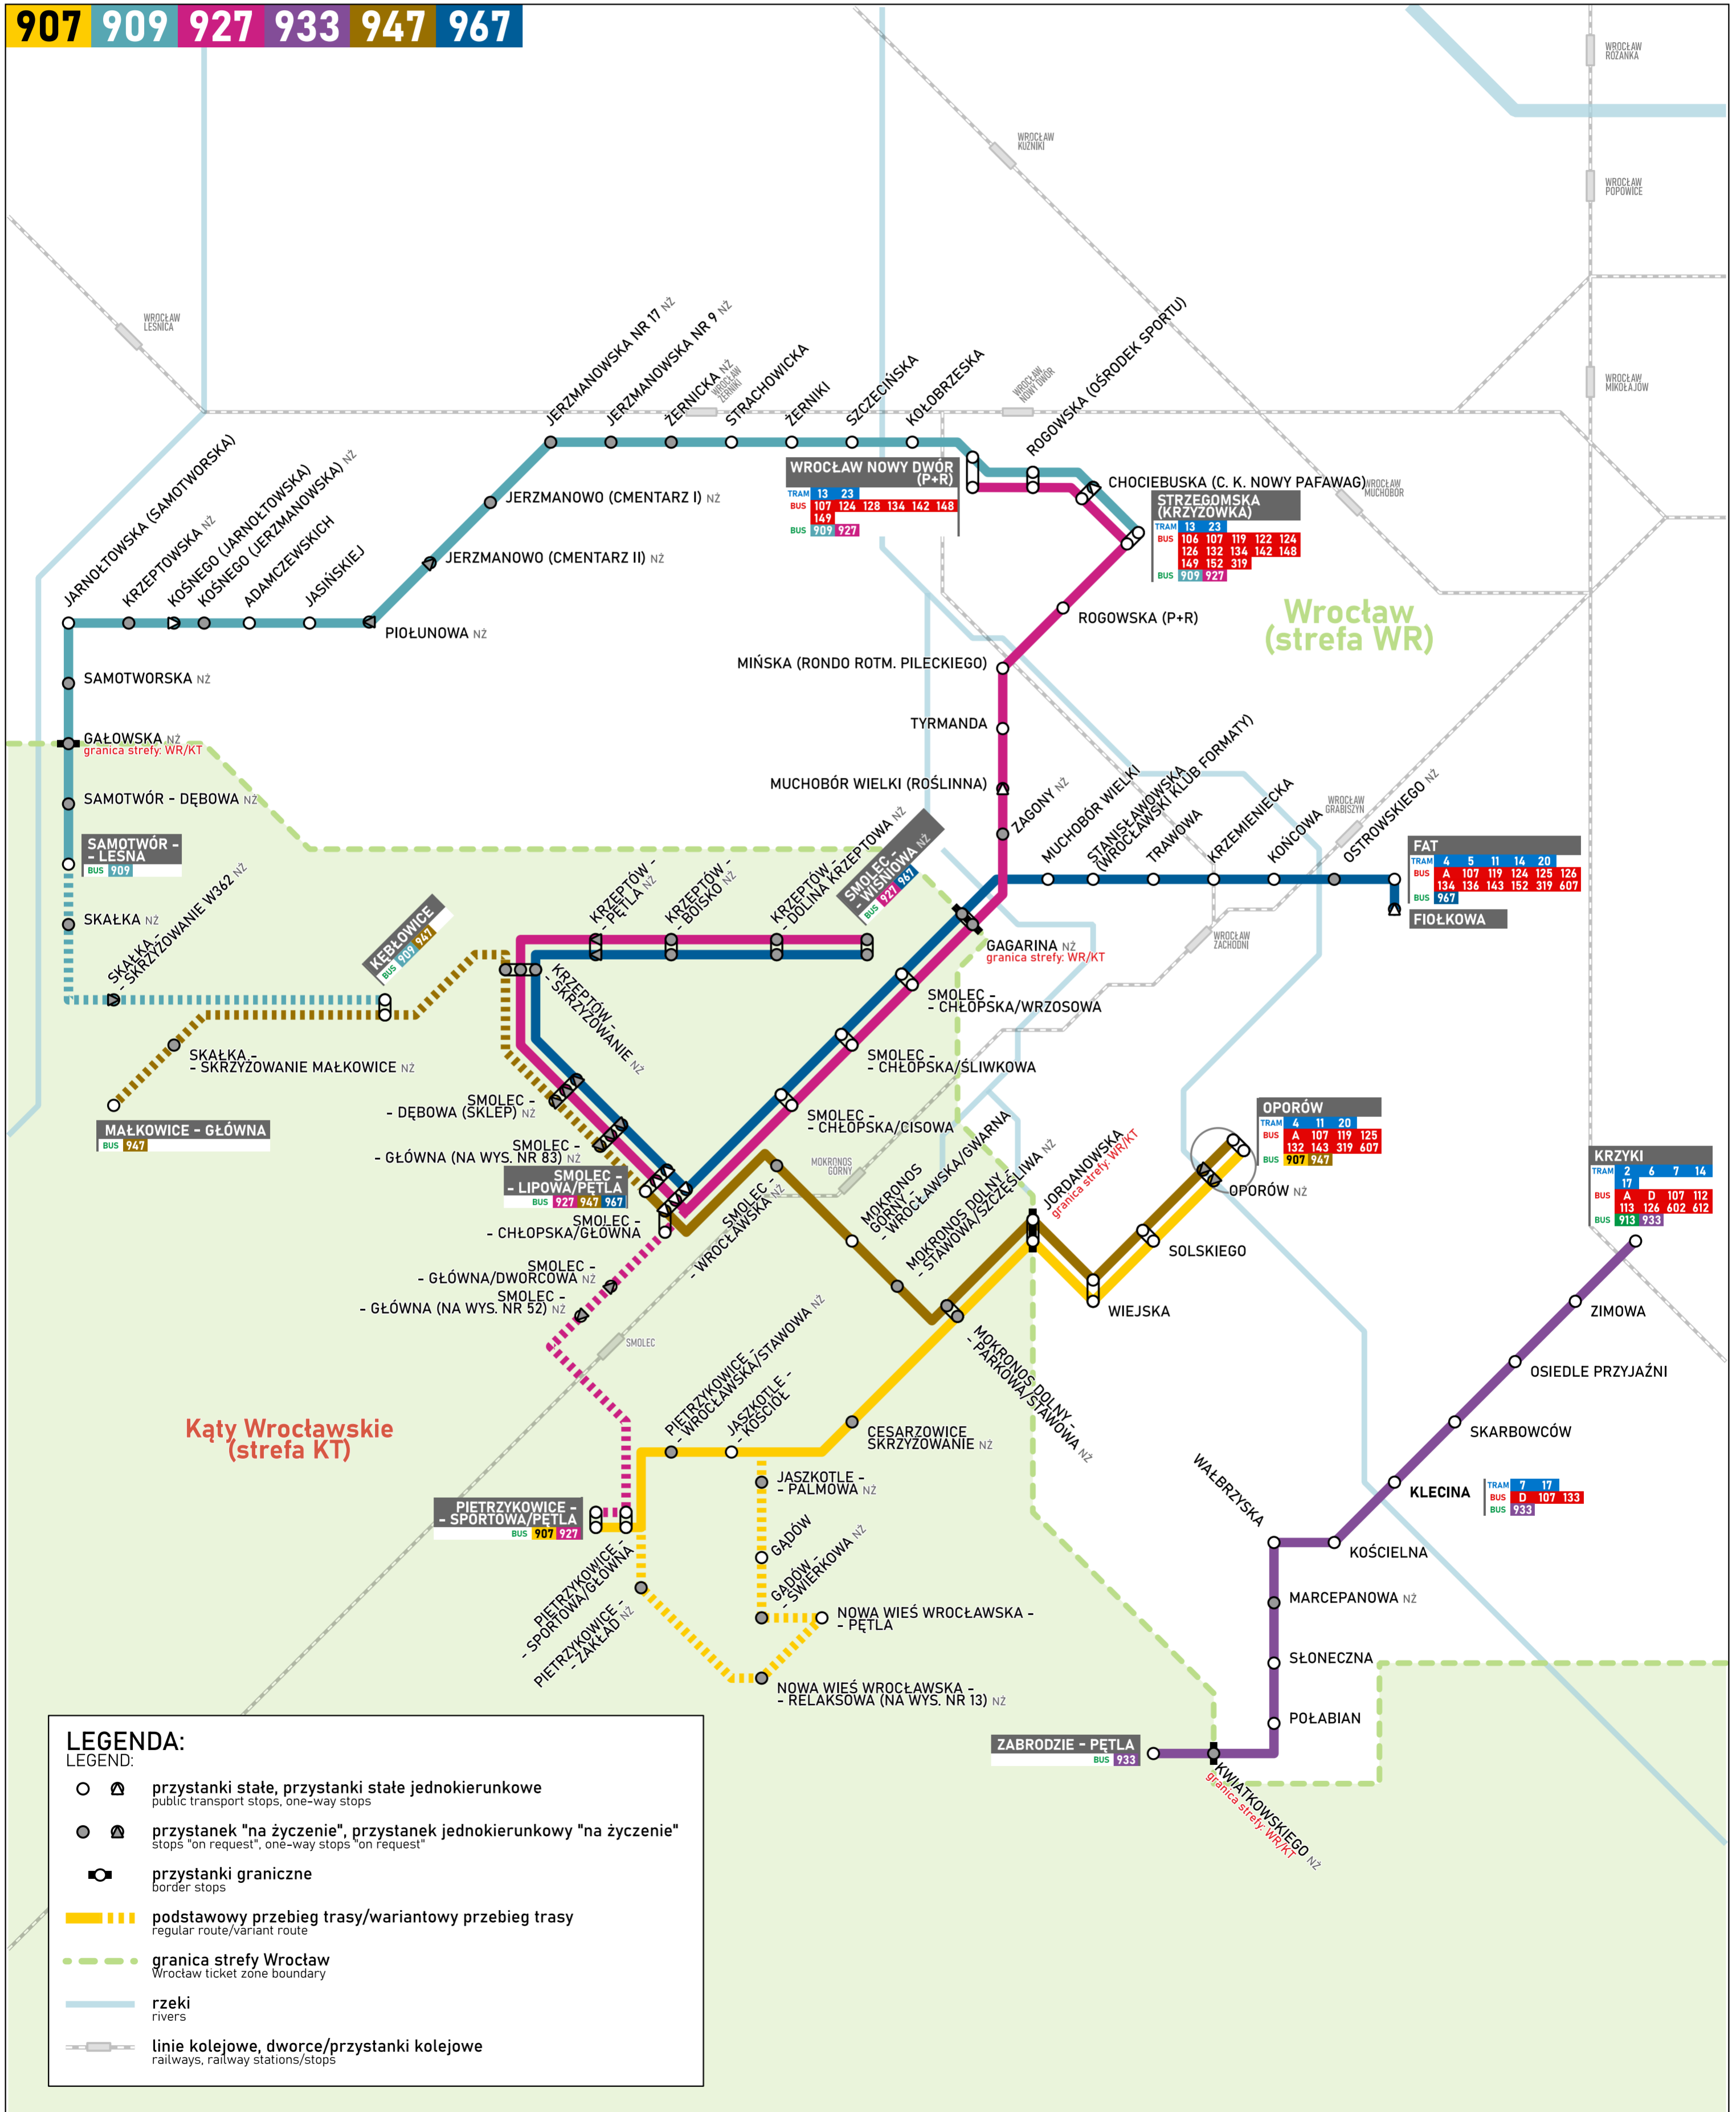 907 909 927 933 947 967
WROCŁAW
RÓŻANKA
WROCŁAW
KUŹNIKI
WROCŁAW
POPOWICE
WROCŁAW
LEŚNICA
WROCŁAW
MIKOŁAJÓW
JERZMANOWSKA NR 17 NŻ
JERZMANOWSKA NR 9 NŻ
ŻERNICKA NŻ
WROCŁAW
ŻERNIKI
STRACHOWICKA
ŻERNIKI
SZCZECIŃSKA
KOŁOBRZESKA
WROCŁAW
NOWY DWÓR
ROGOWSKA (OŚRODEK SPORTU)
WROCŁAW NOWY DWÓR
(P+R)
TRAM 13 23
BUS 107 124 128 134 142 148
149
BUS 909 927
CHOCIEBUSKA (C. K. NOWY PAFAWAG)
WROCŁAW
MUCHOBÓR
STRZEGOMSKA
(KRZYŻÓWKA)
TRAM 13 23
BUS 106 107 119 122 124
126 132 134 142 148
149 152 319
BUS 909 927
JARNOŁTOWSKA (SAMOTWORSKA)
KRZEPTOWSKA NŻ
KOŚNEGO (JARNOŁTOWSKA)
KOŚNEGO (JERZMANOWSKA) NŻ
ADAMCZEWSKICH
JASIŃSKIEJ
JERZMANOWO (CMENTARZ I) NŻ
JERZMANOWO (CMENTARZ II) NŻ
PIOŁUNOWA NŻ
ROGOWSKA (P+R)
Wrocław
(strefa WR)
MIŃSKA (RONDO ROTM. PILECKIEGO)
SAMOTWORSKA NŻ
TYRMANDA
GAŁOWSKA NŻ
granica strefy: WR/KT
MUCHOBÓR WIELKI (ROŚLINNA)
SAMOTWÓR - DĘBOWA NŻ
ZAGONY NŻ
MUCHOBÓR WIELKI
STANISŁAWOWSKA
(WROCŁAWSKI KLUB FORMATY)
TRAWOWA
KRZEMIENIECKA
KOŃCOWA
WROCŁAW
GRABISZYN
OSTROWSKIEGO NŻ
FAT
TRAM 4 5 11 14 20
BUS A 107 119 124 125 126
134 136 143 152 319 607
BUS 967
FIOŁKOWA
SAMOTWÓR -
- LEŚNA
BUS 909
SKAŁKA NŻ
SKAŁKA -
- SKRZYŻOWANIE W362 NŻ
KĘBŁOWICE
BUS 909 947
KRZEPTÓW -
- PĘTLA NŻ
KRZEPTÓW -
- BOISKO NŻ
KRZEPTÓW -
- DOLINA KRZEPTOWA NŻ
SMOLEC -
- WIŚNIOWA NŻ
BUS 927 967
KRZEPTÓW -
- SKRZYŻOWANIE NŻ
GAGARINA NŻ
granica strefy: WR/KT
WROCŁAW
ZACHODNI
SMOLEC -
- CHŁOPSKA/WRZOSOWA
SKAŁKA -
- SKRZYŻOWANIE MAŁKOWICE NŻ
SMOLEC -
- CHŁOPSKA/ŚLIWKOWA
MAŁKOWICE - GŁÓWNA
BUS 947
SMOLEC -
- DĘBOWA (SKLEP) NŻ
SMOLEC -
- CHŁOPSKA/CISOWA
SMOLEC -
- GŁÓWNA (NA WYS. NR 83) NŻ
SMOLEC -
- LIPOWA/PĘTLA
BUS 927 947 967
MOKRONOS
GÓRNY
SMOLEC -
- CHŁOPSKA/GŁÓWNA
SMOLEC -
- WROCŁAWSKA NŻ
MOKRONOS
GÓRNY -
- WROCŁAWSKA/GWARNA
MOKRONOS DOLNY -
- STAWOWA/SZCZĘŚLIWA NŻ
JORDANOWSKA
granica strefy: WR/KT
OPORÓW
TRAM 4 11 20
BUS A 107 119 125
132 143 319 607
BUS 907 947
OPORÓW NŻ
KRZYKI
TRAM 2 6 7 14
17
BUS A D 107 112
113 126 602 612
BUS 913 933
SMOLEC -
- GŁÓWNA/DWORCOWA NŻ
SMOLEC -
- GŁÓWNA (NA WYS. NR 52) NŻ
SMOLEC
SOLSKIEGO
WIEJSKA
ZIMOWA
OSIEDLE PRZYJAŹNI
PIETRZYKOWICE -
- WROCŁAWSKA/STAWOWA NŻ
JASZKOTLE -
- KOŚCIÓŁ
MOKRONOS DOLNY -
- PARKOWA/STAWOWA NŻ
Kąty Wrocławskie
(strefa KT)
CESARZOWICE
SKRZYŻOWANIE NŻ
SKARBOWCÓW
JASZKOTLE -
- PALMOWA NŻ
WAŁBRZYSKA
KLECINA
TRAM 7 17
BUS D 107 133
BUS 933
PIETRZYKOWICE -
- SPORTOWA/PĘTLA
BUS 907 927
PIETRZYKOWICE -
- SPORTOWA/GŁÓWNA
GĄDÓW
KOŚCIELNA
PIETRZYKOWICE -
- ZAKŁAD NŻ
GĄDÓW -
- ŚWIERKOWA NŻ
NOWA WIEŚ WROCŁAWSKA -
- PĘTLA
MARCEPANOWA NŻ
SŁONECZNA
NOWA WIEŚ WROCŁAWSKA -
- RELAKSOWA (NA WYS. NR 13) NŻ
POŁABIAN
ZABRODZIE - PĘTLA
BUS 933
KWIATKOWSKIEGO NŻ
granica strefy: WR/KT
LEGENDA:
LEGEND:
przystanki stałe, przystanki stałe jednokierunkowe
public transport stops, one-way stops
przystanek "na życzenie", przystanek jednokierunkowy "na życzenie"
stops "on request", one-way stops "on request"
przystanki graniczne
border stops
podstawowy przebieg trasy/wariantowy przebieg trasy
regular route/variant route
granica strefy Wrocław
Wrocław ticket zone boundary
rzeki
rivers
linie kolejowe, dworce/przystanki kolejowe
railways, railway stations/stops